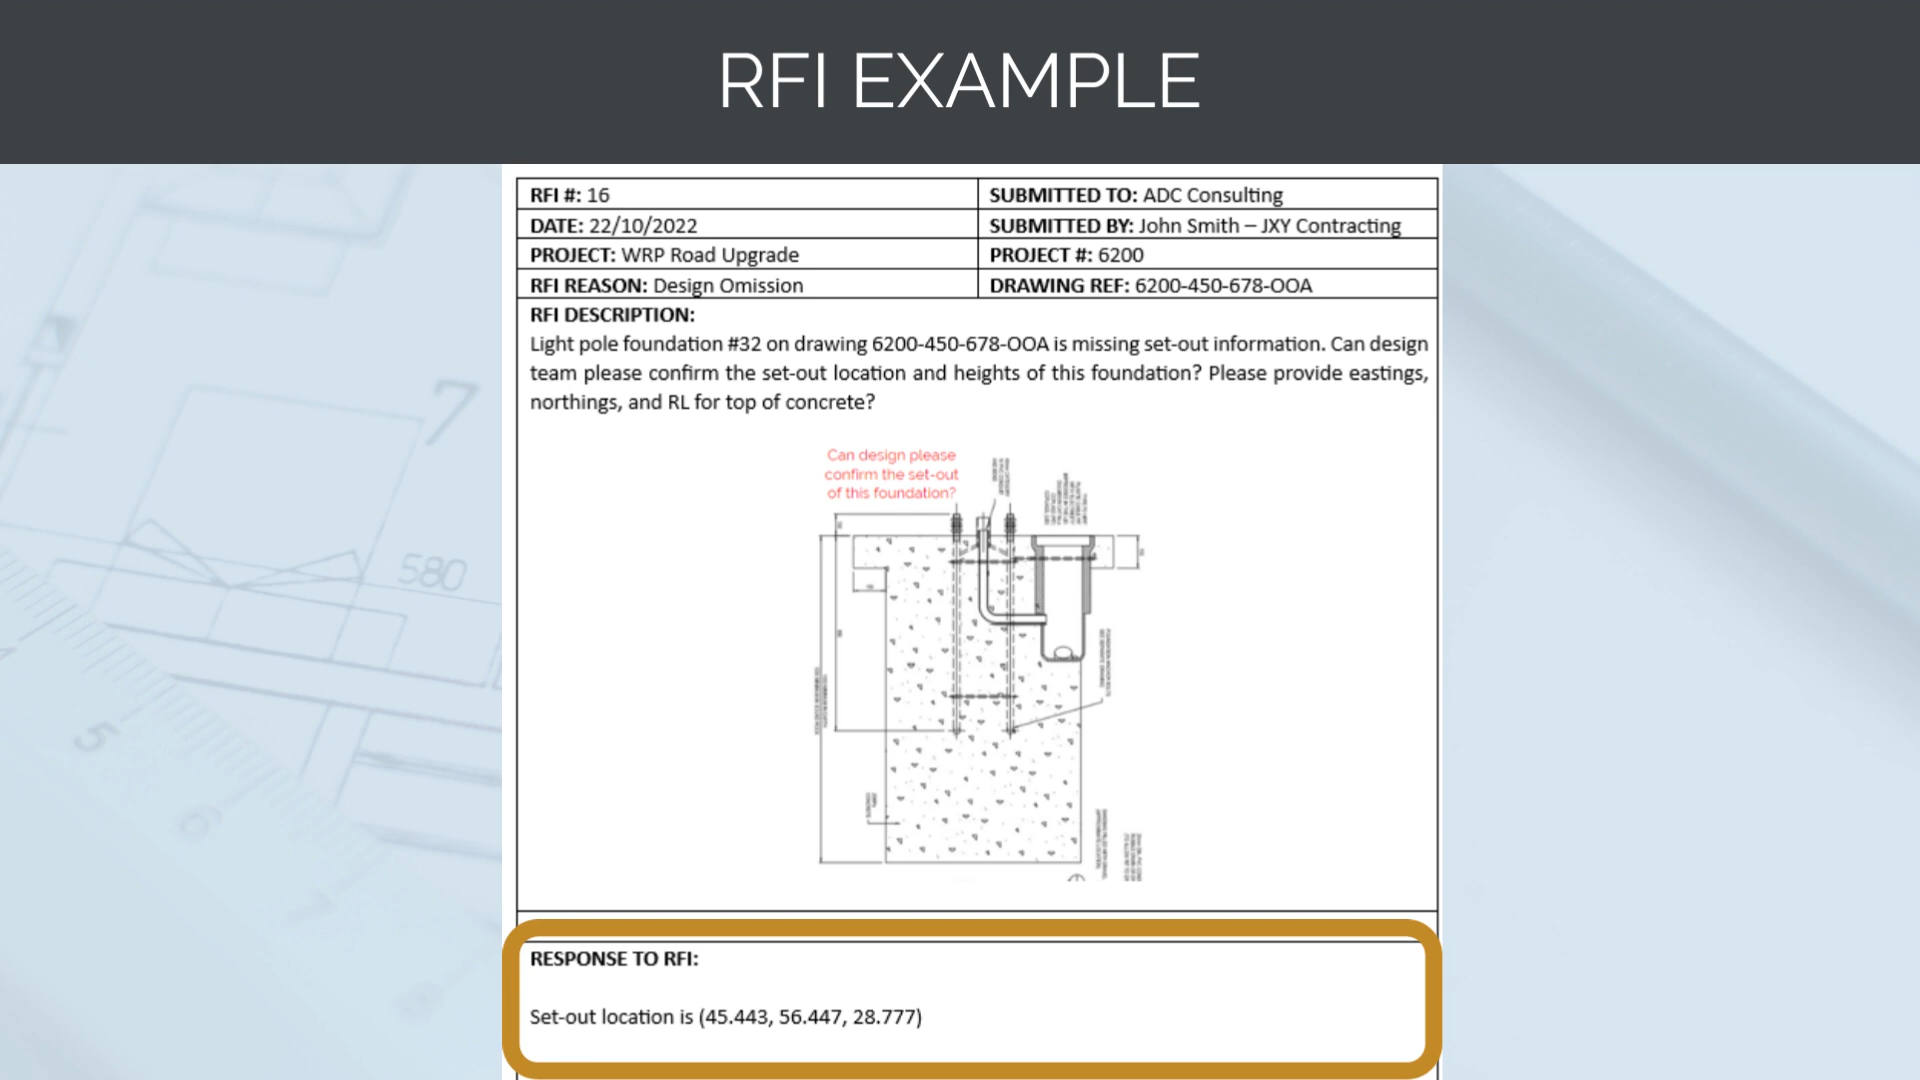 RFI EXAMPLE
RFI #: 16
SUBMITTED TO: ADC Consulting
DATE: 22/10/2022
SUBMITTED BY: John Smith – JXY Contracting
PROJECT: WRP Road Upgrade
PROJECT #: 6200
RFI REASON: Design Omission
DRAWING REF: 6200-450-678-OOA
RFI DESCRIPTION:
Light pole foundation #32 on drawing 6200-450-678-OOA is missing set-out information. Can design
team please confirm the set-out location and heights of this foundation? Please provide eastings,
northings, and RL for top of concrete?
Can design please
confirm the set-out
of this foundation?
RESPONSE TO RFI:
Set-out location is (45.443, 56.447, 28.777)
7
580
5
6
7
8